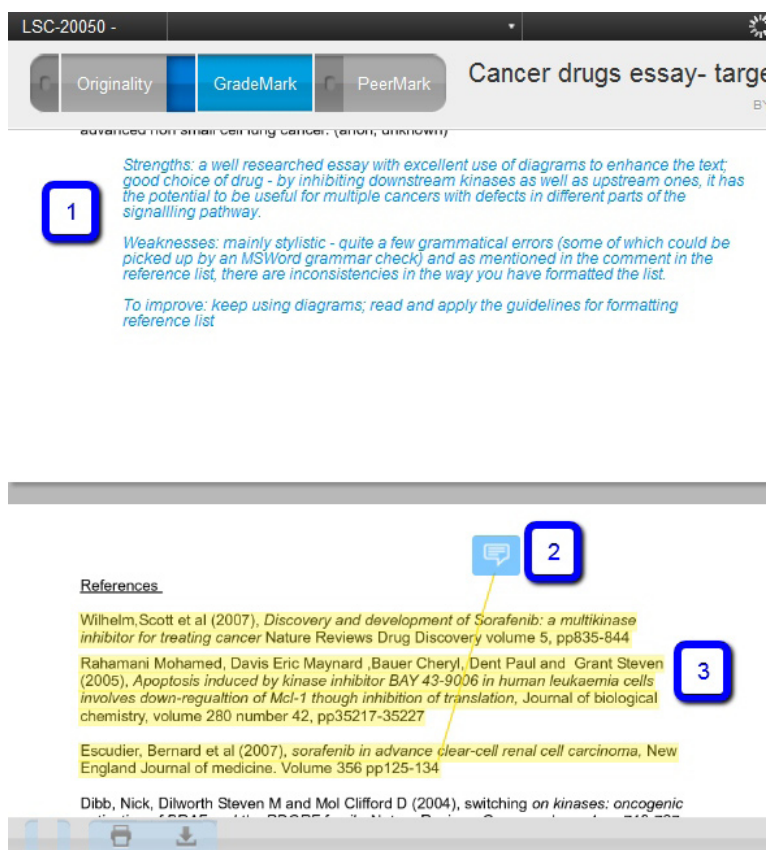 LSC-20050 -
Originality
GradeMark
PeerMark
Cancer drugs essay- targe
BY
advanced non small cell lung cancer. (anon, unknown)
1
Strengths: a well researched essay with excellent use of diagrams to enhance the text;
good choice of drug - by inhibiting downstream kinases as well as upstream ones, it has
the potential to be useful for multiple cancers with defects in different parts of the
signallling pathway.
Weaknesses: mainly stylistic - quite a few grammatical errors (some of which could be
picked up by an MSWord grammar check) and as mentioned in the comment in the
reference list, there are inconsistencies in the way you have formatted the list.
To improve: keep using diagrams; read and apply the guidelines for formatting
reference list
2
References
Wilhelm,Scott et al (2007), Discovery and development of Sorafenib: a multikinase
inhibitor for treating cancer Nature Reviews Drug Discovery volume 5, pp835-844
3
Rahamani Mohamed, Davis Eric Maynard ,Bauer Cheryl, Dent Paul and Grant Steven
(2005), Apoptosis induced by kinase inhibitor BAY 43-9006 in human leukaemia cells
involves down-regualtion of Mcl-1 though inhibition of translation, Journal of biological
chemistry, volume 280 number 42, pp35217-35227
Escudier, Bernard et al (2007), sorafenib in advance clear-cell renal cell carcinoma, New
England Journal of medicine. Volume 356 pp125-134
Dibb, Nick, Dilworth Steven M and Mol Clifford D (2004), switching on kinases: oncogenic